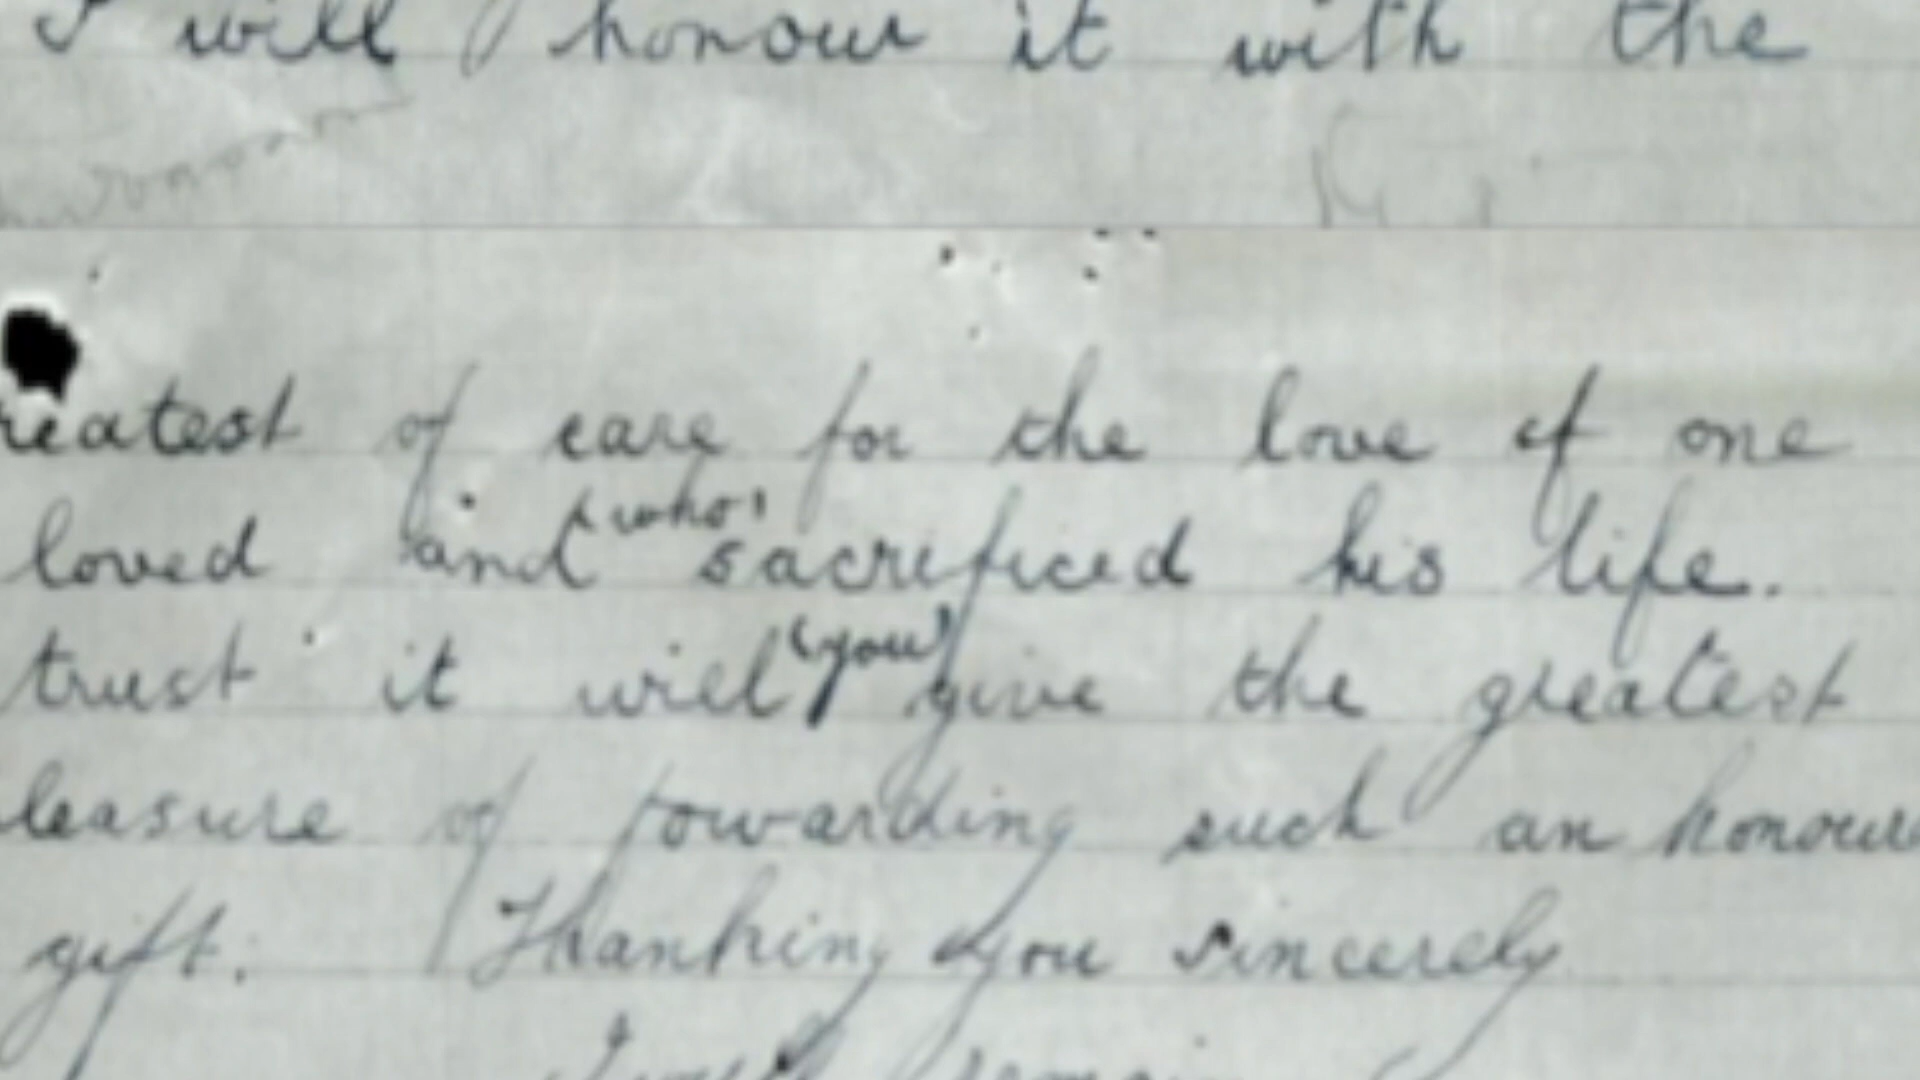 I will honour it with the
reatest of care for the love of one
loved and (who) sacrificed his life.
trust it will (you) give the greatest
leasure of forwarding such an honour
gift. Thanking you sincerely
I remain